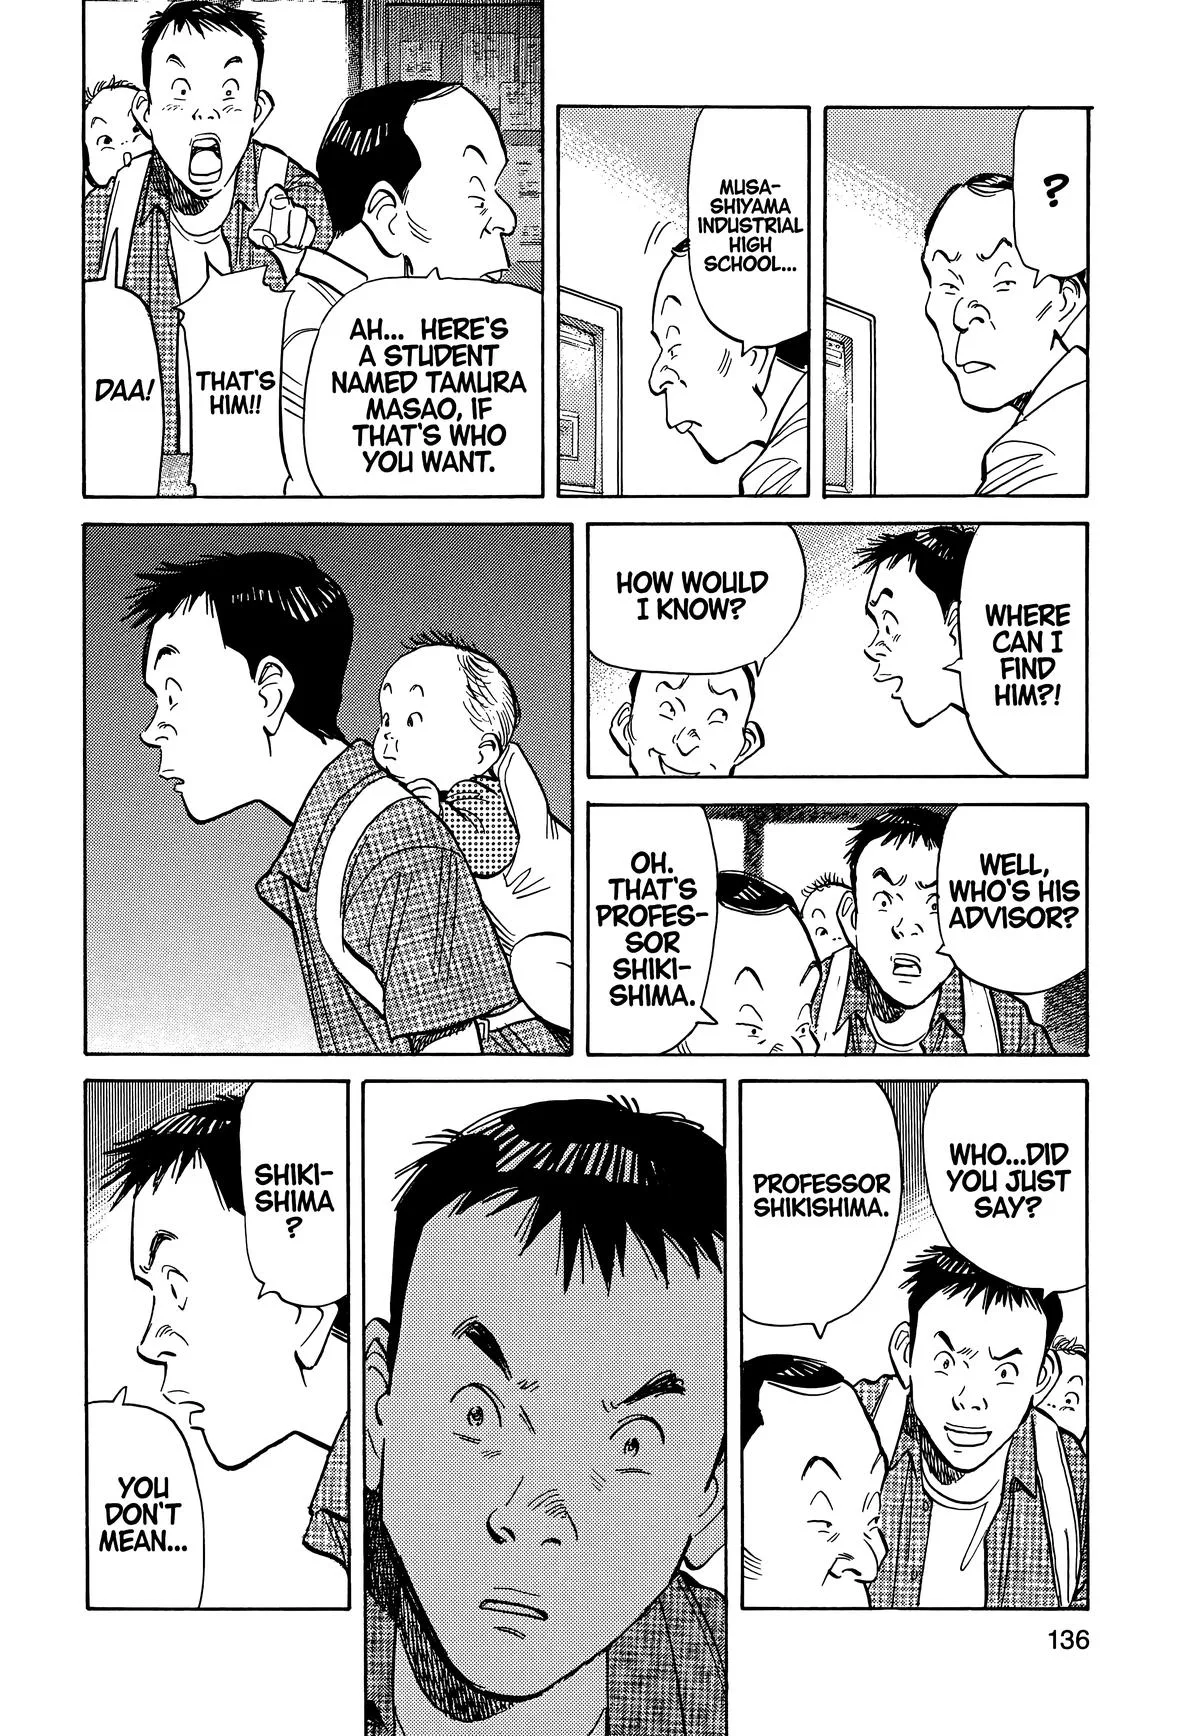 ?
MUSA-
SHIYAMA
INDUSTRIAL
HIGH
SCHOOL...
AH... HERE'S
A STUDENT
NAMED TAMURA
MASAO, IF
THAT'S WHO
YOU WANT.
THAT'S
HIM!!
DAA!
WHERE
CAN I
FIND
HIM?!
HOW WOULD
I KNOW?
WELL,
WHO'S HIS
ADVISOR?
OH.
THAT'S
PROFES-
SOR
SHIKI-
SHIMA.
WHO...DID
YOU JUST
SAY?
PROFESSOR
SHIKISHIMA.
SHIKI-
SHIMA
?
YOU
DON'T
MEAN...
136